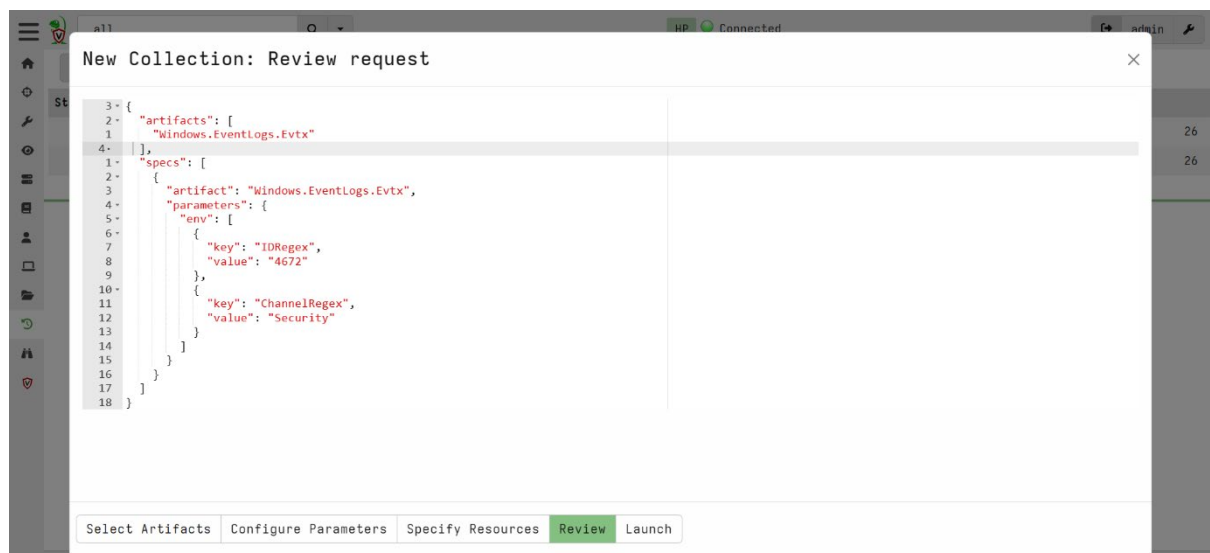 all
HP Connected
admin
New Collection: Review request
St
26
26
3 {
2 "artifacts": [
1 "Windows.EventLogs.Evtx"
4 ],
1 "specs": [
2 {
3 "artifact": "Windows.EventLogs.Evtx",
4 "parameters": {
5 "env": [
6 {
7 "key": "IDRegex",
8 "value": "4672"
9 },
10 {
11 "key": "ChannelRegex",
12 "value": "Security"
13 }
14 ]
15 }
16 }
17 ]
18 }
Select Artifacts Configure Parameters Specify Resources Review Launch